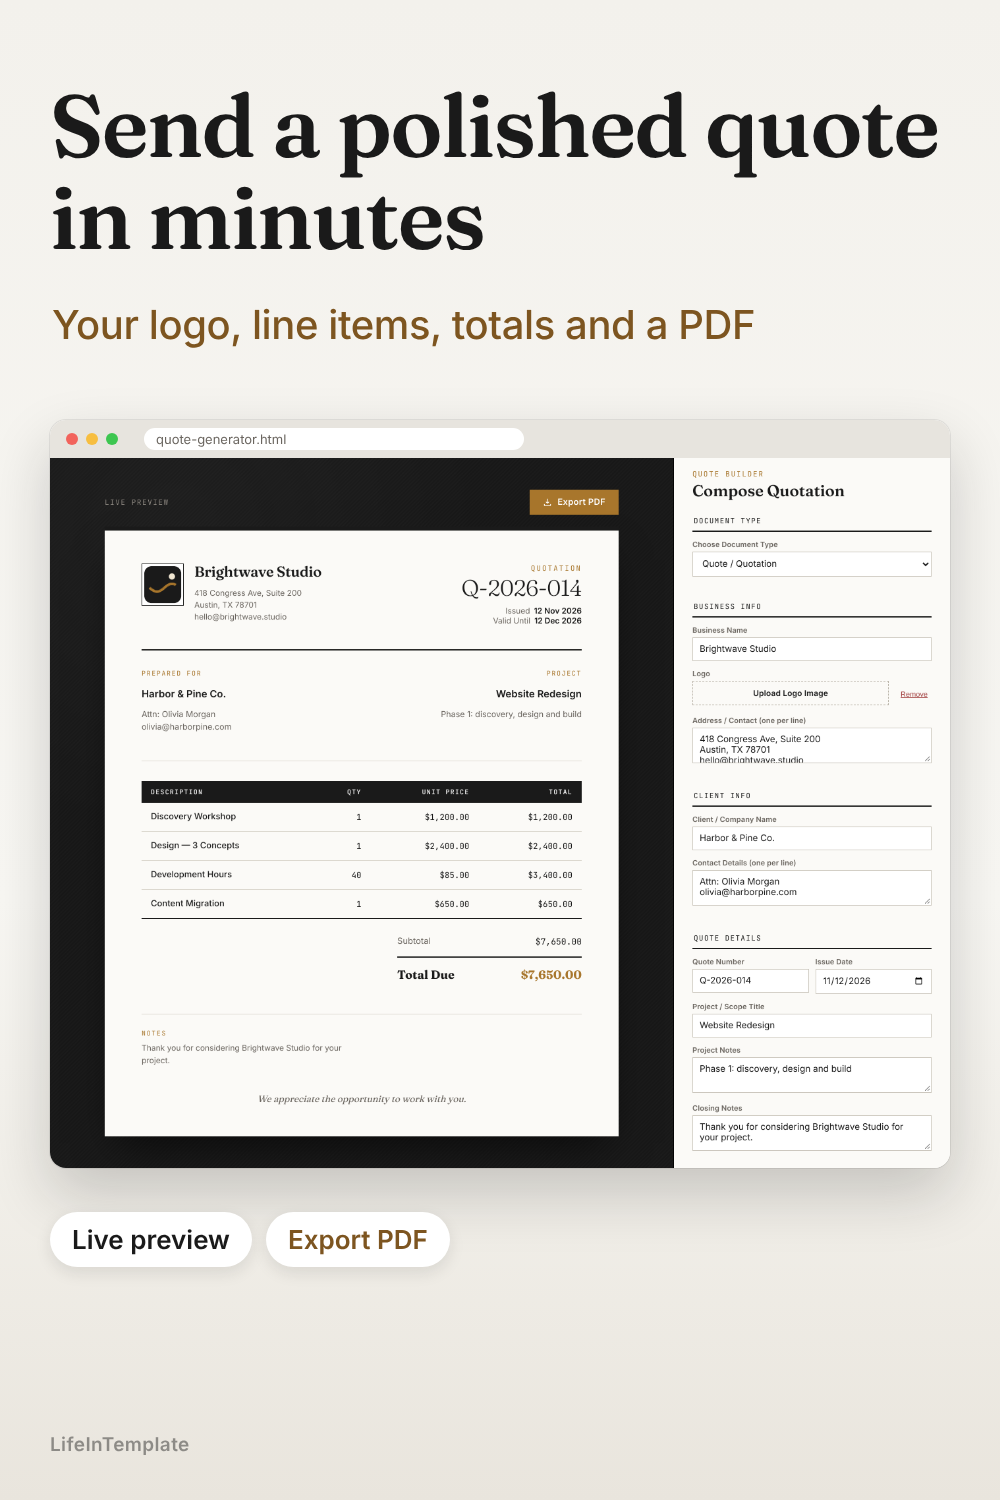 Send a polished quote
in minutes
Your logo, line items, totals and a PDF
quote-generator.html
LIVE PREVIEW
Export PDF
Brightwave Studio
418 Congress Ave, Suite 200
Austin, TX 78701
hello@brightwave.studio
QUOTATION
Q-2026-014
Issued 12 Nov 2026
Valid Until 12 Dec 2026
PREPARED FOR
Harbor & Pine Co.
Attn: Olivia Morgan
olivia@harborpine.com
PROJECT
Website Redesign
Phase 1: discovery, design and build
DESCRIPTION QTY UNIT PRICE TOTAL
Discovery Workshop 1 $1,200.00 $1,200.00
Design — 3 Concepts 1 $2,400.00 $2,400.00
Development Hours 40 $85.00 $3,400.00
Content Migration 1 $650.00 $650.00
Subtotal $7,650.00
Total Due $7,650.00
NOTES
Thank you for considering Brightwave Studio for your
project.
We appreciate the opportunity to work with you.
QUOTE BUILDER
Compose Quotation
DOCUMENT TYPE
Choose Document Type
Quote / Quotation
BUSINESS INFO
Business Name
Brightwave Studio
Logo
Upload Logo Image Remove
Address / Contact (one per line)
418 Congress Ave, Suite 200
Austin, TX 78701
hello@brightwave.studio
CLIENT INFO
Client / Company Name
Harbor & Pine Co.
Contact Details (one per line)
Attn: Olivia Morgan
olivia@harborpine.com
QUOTE DETAILS
Quote Number Issue Date
Q-2026-014 11/12/2026
Project / Scope Title
Website Redesign
Project Notes
Phase 1: discovery, design and build
Closing Notes
Thank you for considering Brightwave Studio for
your project.
Live preview
Export PDF
LifeInTemplate